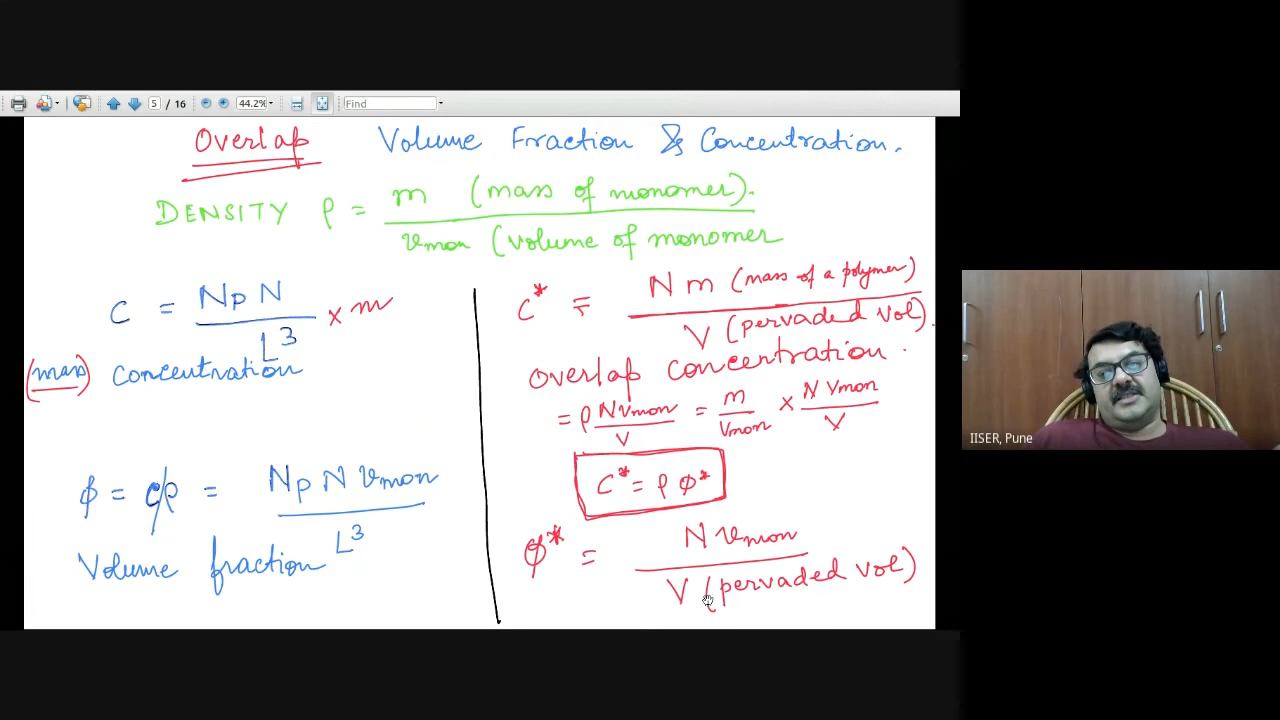 5 / 16 44.2% Find
Overlap Volume Fraction & Concentration.
DENSITY ρ = m (mass of monomer).
vmon (volume of monomer
C = Np N × m
L³
(mass) concentration
φ = c/ρ = Np N vmon
L³
Volume fraction
C* = N m (mass of a polymer)
V (pervaded vol).
Overlap concentration.
= ρ N vmon / V = m / vmon × N vmon / V
C* = ρ φ*
φ* = N vmon
V (pervaded vol)
IISER, Pune